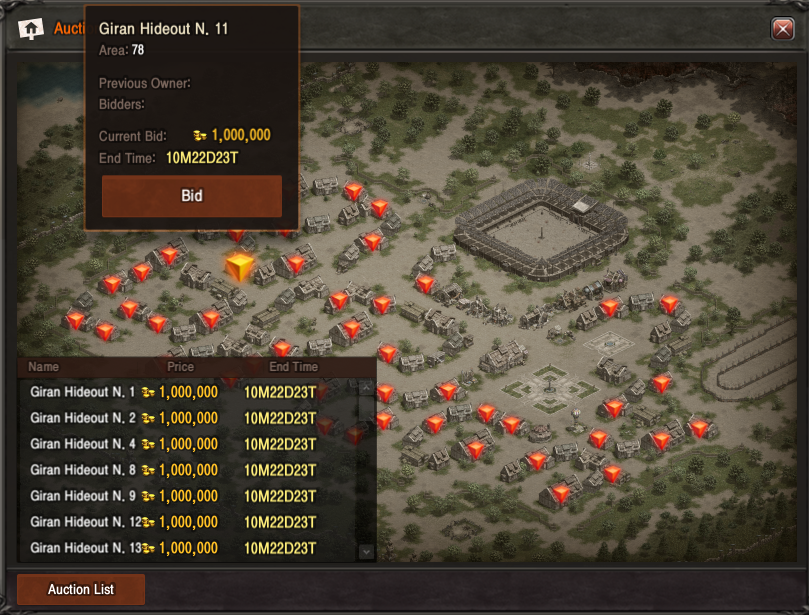 Aucti
Giran Hideout N. 11
Area: 78
Previous Owner:
Bidders:
Current Bid: 1,000,000
End Time: 10M22D23T
Bid
Name Price End Time
Giran Hideout N. 1 1,000,000 10M22D23T
Giran Hideout N. 2 1,000,000 10M22D23T
Giran Hideout N. 4 1,000,000 10M22D23T
Giran Hideout N. 8 1,000,000 10M22D23T
Giran Hideout N. 9 1,000,000 10M22D23T
Giran Hideout N. 12 1,000,000 10M22D23T
Giran Hideout N. 13 1,000,000 10M22D23T
Auction List